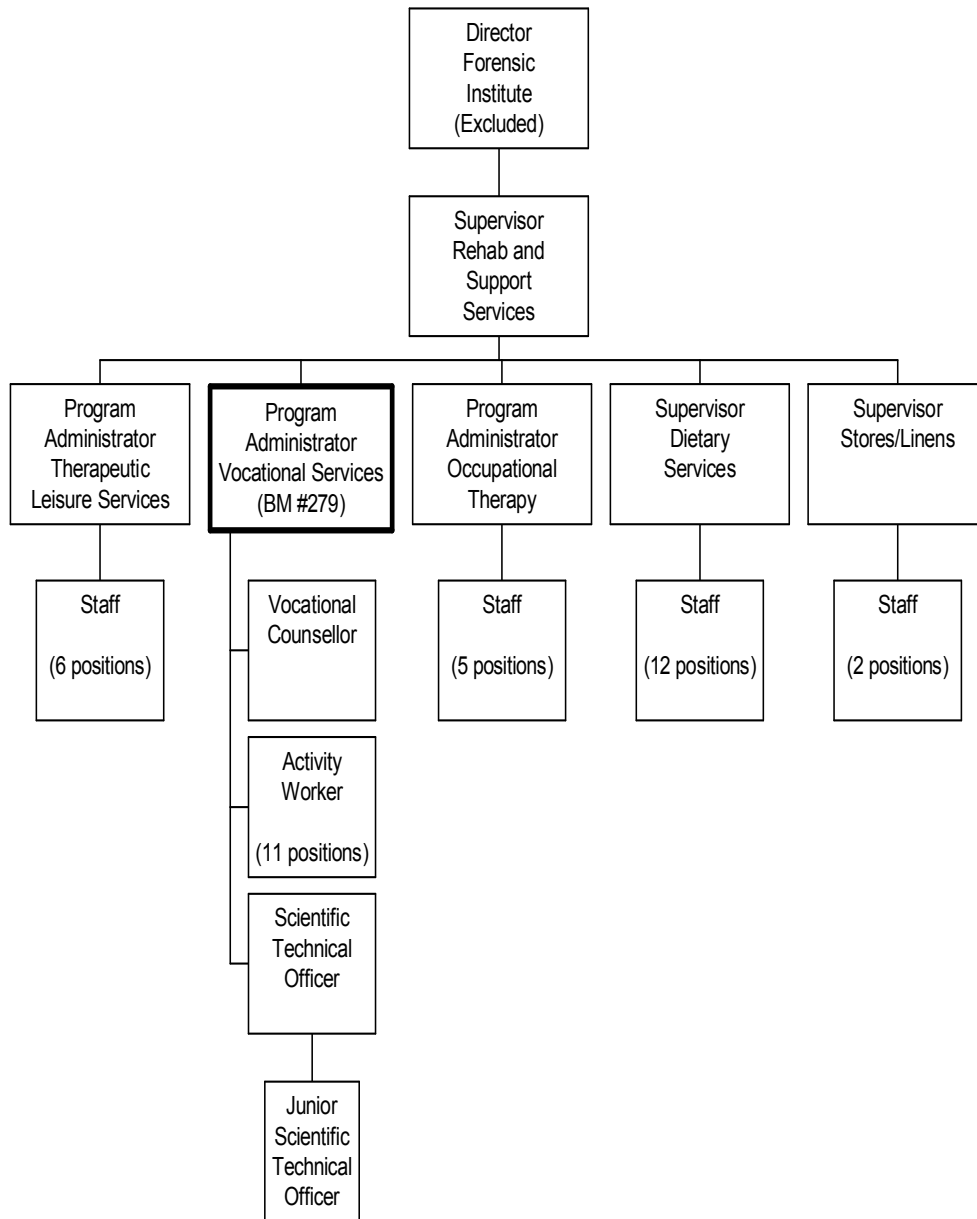 Director
Forensic
Institute
(Excluded)
Supervisor
Rehab and
Support
Services
Program
Administrator
Therapeutic
Leisure Services
Program
Administrator
Vocational Services
(BM #279)
Program
Administrator
Occupational
Therapy
Supervisor
Dietary
Services
Supervisor
Stores/Linens
Staff
(6 positions)
Vocational
Counsellor
Activity
Worker
(11 positions)
Scientific
Technical
Officer
Junior
Scientific
Technical
Officer
Staff
(5 positions)
Staff
(12 positions)
Staff
(2 positions)